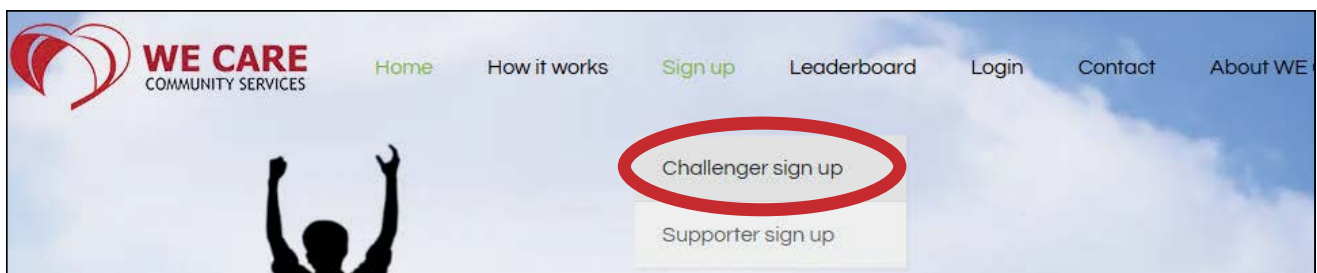 WE CARE
COMMUNITY SERVICES
Home How it works Sign up Leaderboard Login Contact About WE
Challenger sign up
Supporter sign up